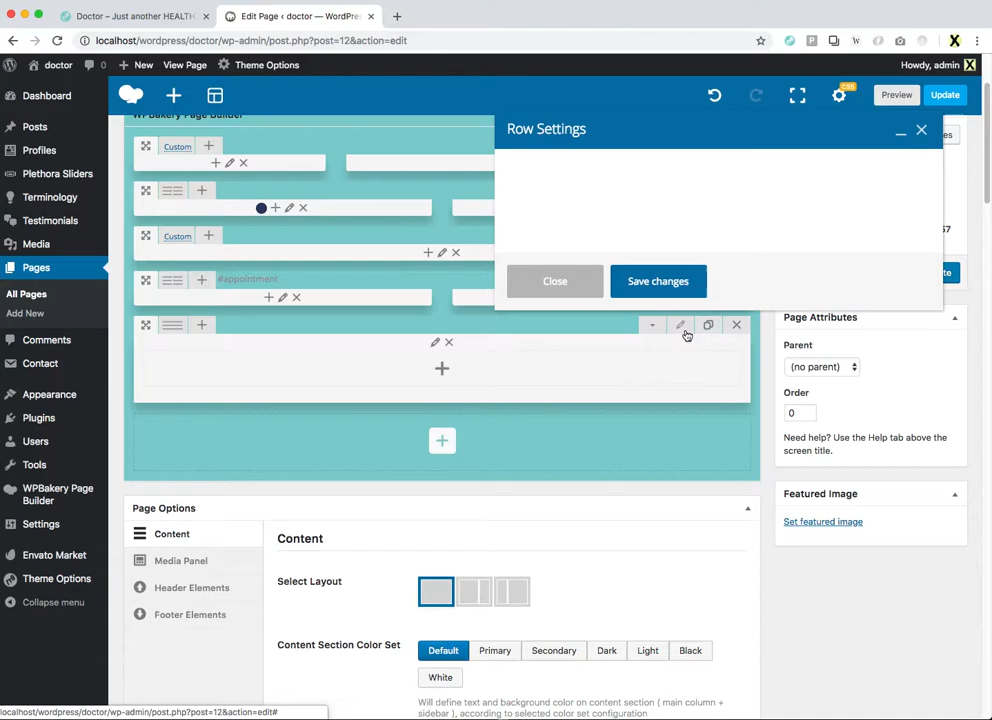 Doctor – Just another HEALTH
Edit Page ‹ doctor — WordPres
localhost/wordpress/doctor/wp-admin/post.php?post=12&action=edit
doctor
0
New
View Page
Theme Options
Howdy, admin
Dashboard
Posts
Profiles
Plethora Sliders
Terminology
Testimonials
Media
Pages
All Pages
Add New
Comments
Contact
Appearance
Plugins
Users
Tools
WPBakery Page
Builder
Settings
Envato Market
Theme Options
Collapse menu
CSS
Preview
Update
WPBakery Page Builder
Row Settings
Close
Save changes
Custom
Custom
#appointment
Page Attributes
Parent
(no parent)
Order
0
Need help? Use the Help tab above the
screen title.
Featured Image
Set featured image
Page Options
Content
Media Panel
Header Elements
Footer Elements
Content
Select Layout
Content Section Color Set
Default
Primary
Secondary
Dark
Light
Black
White
Will define text and background color on content section ( main column +
sidebar ), according to selected color set configuration
localhost/wordpress/doctor/wp-admin/post.php?post=12&action=edit#